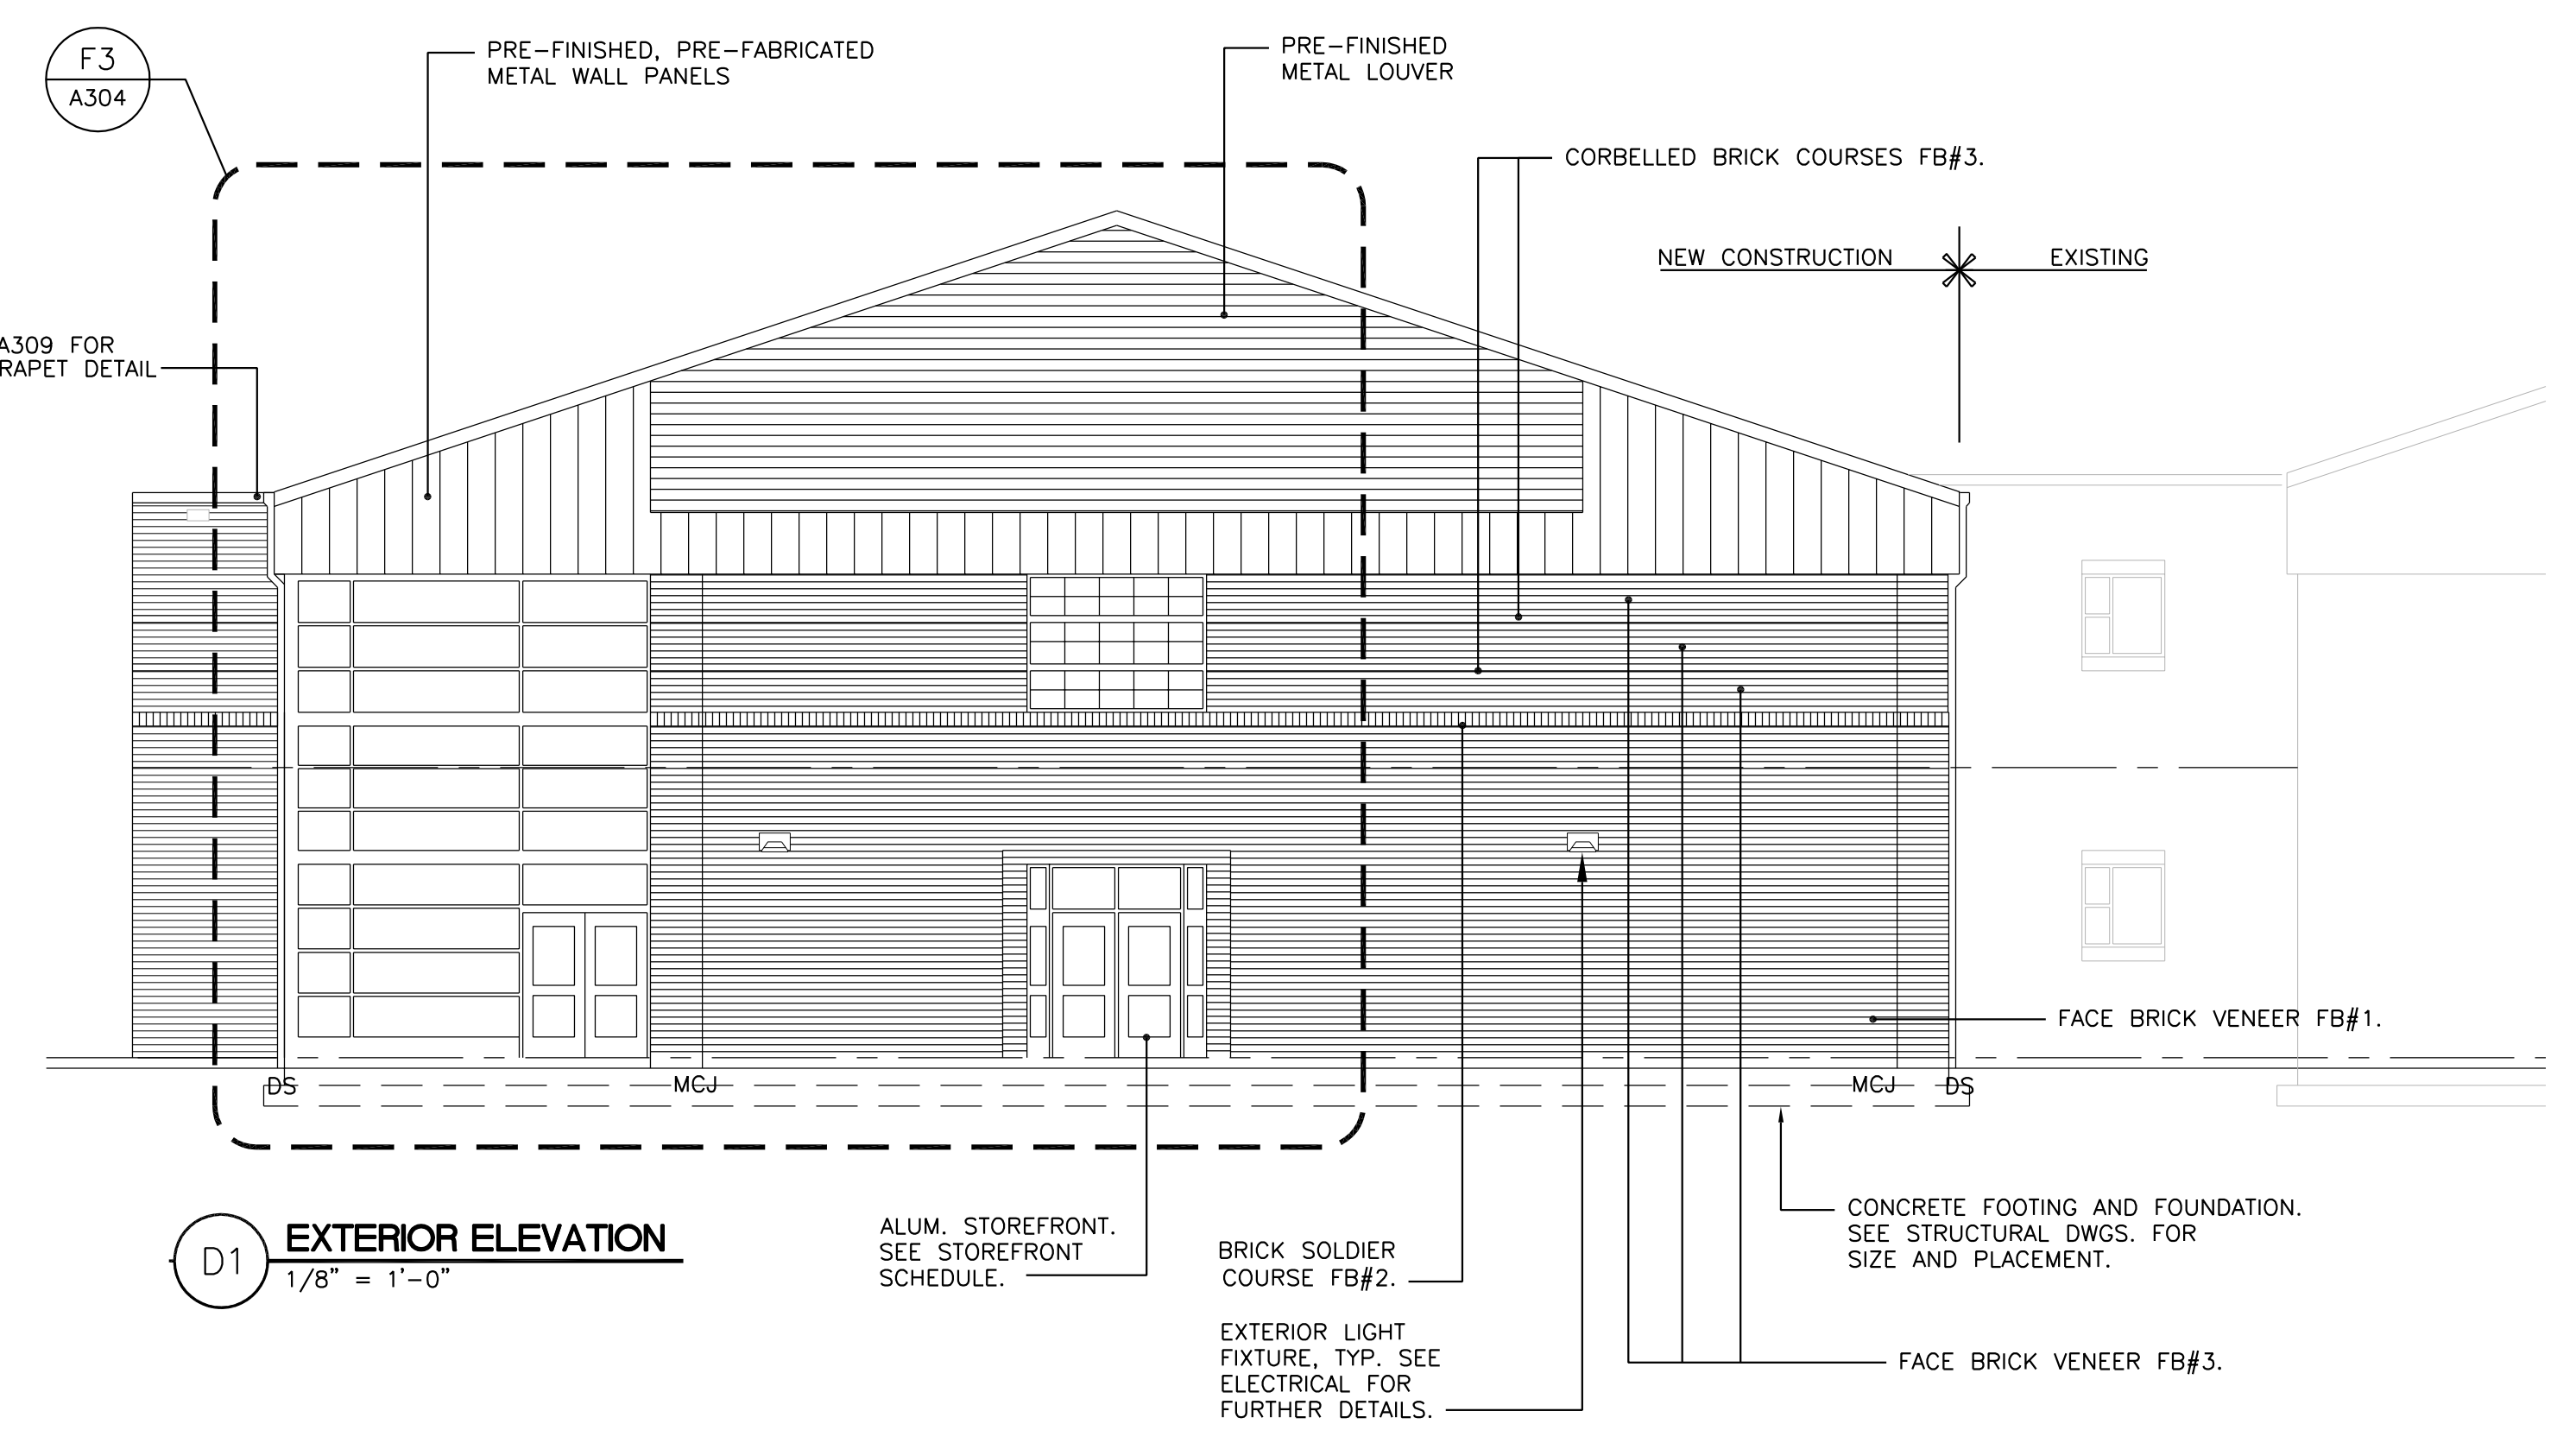 F3
A304
PRE-FINISHED, PRE-FABRICATED
METAL WALL PANELS
PRE-FINISHED
METAL LOUVER
CORBELLED BRICK COURSES FB#3.
NEW CONSTRUCTION
EXISTING
A309 FOR
RAPET DETAIL
FACE BRICK VENEER FB#1.
DS
MCJ
MCJ
DS
D1
EXTERIOR ELEVATION
1/8" = 1'-0"
ALUM. STOREFRONT.
SEE STOREFRONT
SCHEDULE.
BRICK SOLDIER
COURSE FB#2.
EXTERIOR LIGHT
FIXTURE, TYP. SEE
ELECTRICAL FOR
FURTHER DETAILS.
CONCRETE FOOTING AND FOUNDATION.
SEE STRUCTURAL DWGS. FOR
SIZE AND PLACEMENT.
FACE BRICK VENEER FB#3.